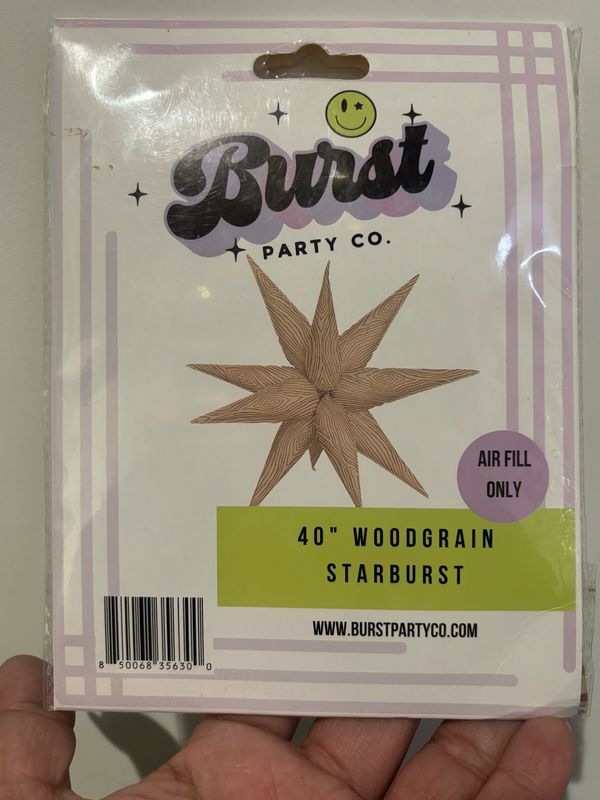 Burst
PARTY CO.
AIR FILL
ONLY
40" WOODGRAIN
STARBURST
WWW.BURSTPARTYCO.COM
8 50068 35630 0